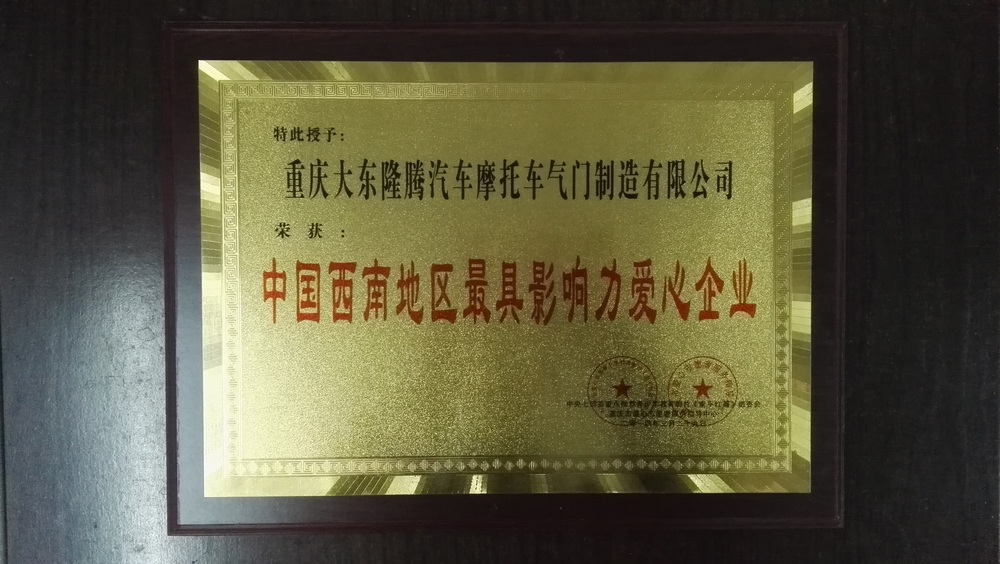 特此授予：
重庆大东隆腾汽车摩托车气门制造有限公司
荣获：
中国西南地区最具影响力爱心企业